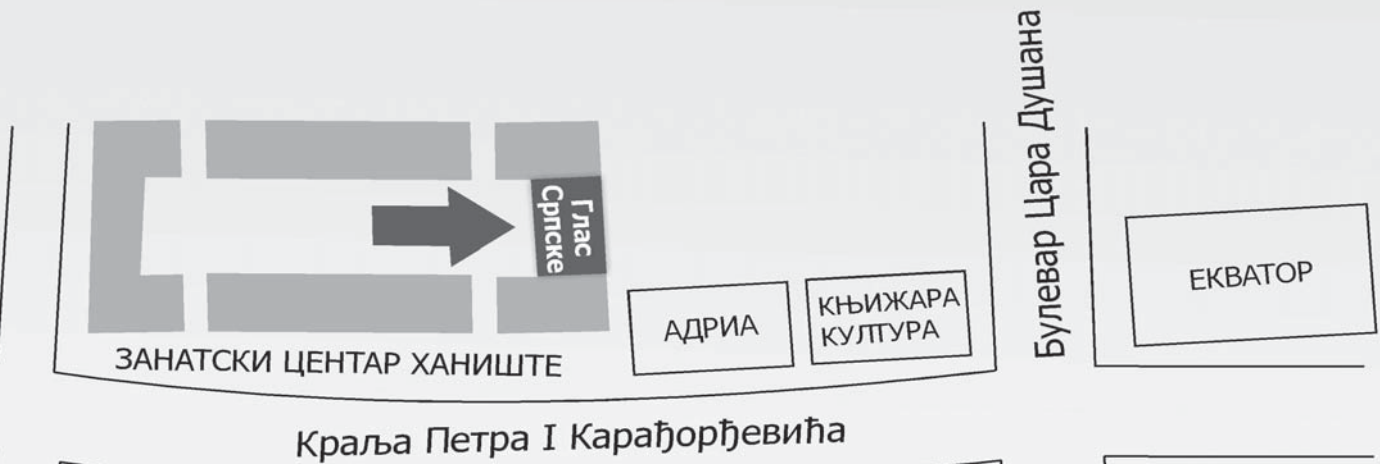 Булевар Цара Душана
Глас
Српске
ЕКВАТОР
АДРИА
КЊИЖАРА
КУЛТУРА
ЗАНАТСКИ ЦЕНТАР ХАНИШТЕ
Краља Петра I Карађорђевића